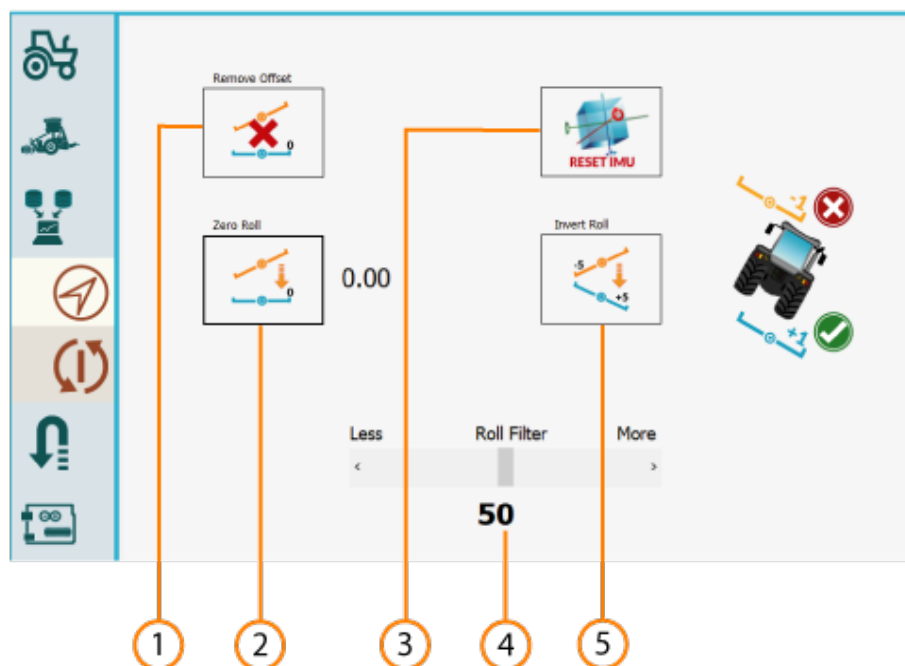 Remove Offset
0
RESET IMU
Zero Roll
0
0.00
Invert Roll
-5
+5
-1
+1
Less
Roll Filter
More
<
>
50
1
2
3
4
5